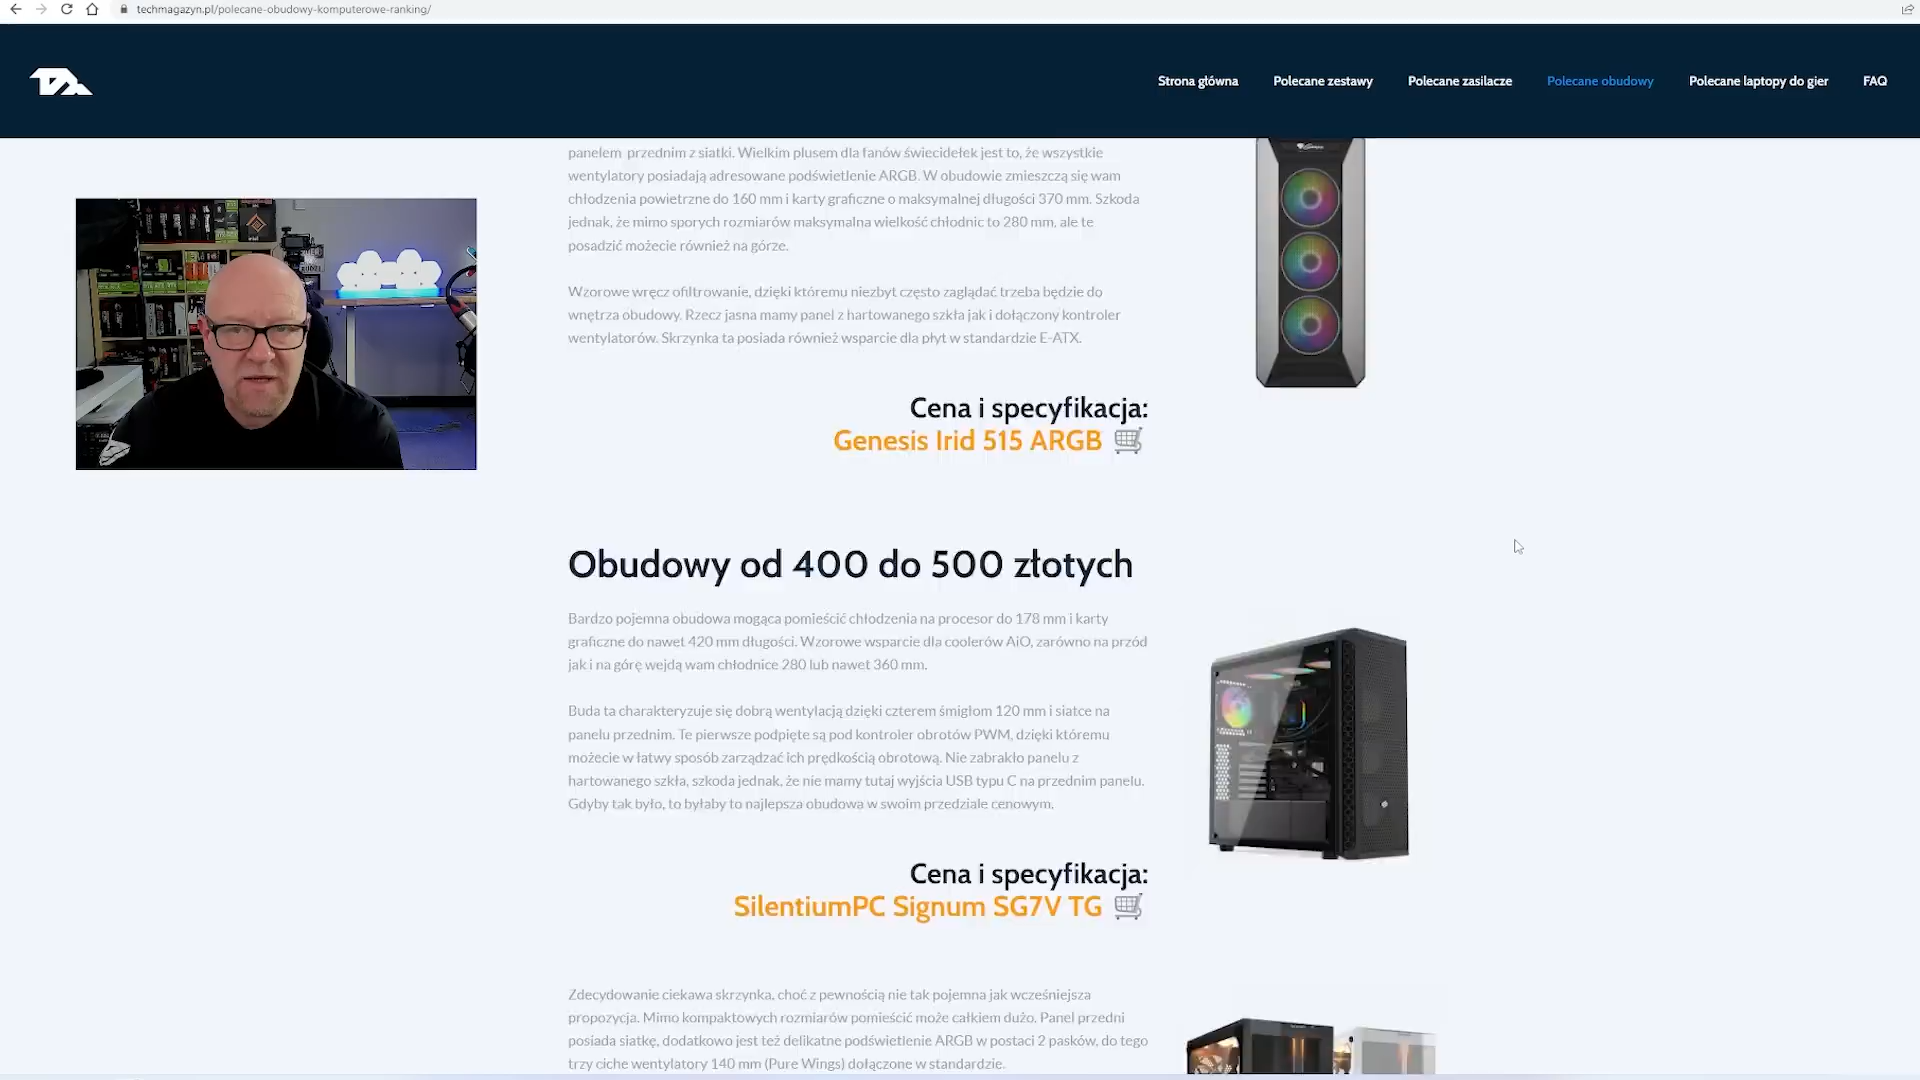 techmagazyn.pl/polecane-obudowy-komputerowe-ranking/
Strona główna Polecane zestawy Polecane zasilacze Polecane obudowy Polecane laptopy do gier FAQ
panelem przednim z siatki. Wielkim plusem dla fanów świecidełek jest to, że wszystkie
wentylatory posiadają adresowane podświetlenie ARGB. W obudowie zmieszczą się wam
chłodzenia powietrzne do 160 mm i karty graficzne o maksymalnej długości 370 mm. Szkoda
jednak, że mimo sporych rozmiarów maksymalna wielkość chłodnic to 280 mm, ale te
posadzić możecie również na górze.
Wzorowe wręcz ofiltrowanie, dzięki któremu niezbyt często zaglądać trzeba będzie do
wnętrza obudowy. Rzecz jasna mamy panel z hartowanego szkła jak i dołączony kontroler
wentylatorów. Skrzynka ta posiada również wsparcie dla płyt w standardzie E-ATX.
Cena i specyfikacja:
Genesis Irid 515 ARGB
Obudowy od 400 do 500 złotych
Bardzo pojemna obudowa mogąca pomieścić chłodzenia na procesor do 178 mm i karty
graficzne do nawet 420 mm długości. Wzorowe wsparcie dla coolerów AiO, zarówno na przód
jak i na górę wejdą wam chłodnice 280 lub nawet 360 mm.
Buda ta charakteryzuje się dobrą wentylacją dzięki czterem śmigłom 120 mm i siatce na
panelu przednim. Te pierwsze podpięte są pod kontroler obrotów PWM, dzięki któremu
możecie w łatwy sposób zarządzać ich prędkością obrotową. Nie zabrakło panelu z
hartowanego szkła, szkoda jednak, że nie mamy tutaj wyjścia USB typu C na przednim panelu.
Gdyby tak było, to byłaby to najlepsza obudowa w swoim przedziale cenowym.
Cena i specyfikacja:
SilentiumPC Signum SG7V TG
Zdecydowanie ciekawa skrzynka, choć z pewnością nie tak pojemna jak wcześniejsza
propozycja. Mimo kompaktowych rozmiarów pomieścić może całkiem dużo. Panel przedni
posiada siatkę, dodatkowo jest też delikatne podświetlenie ARGB w postaci 2 pasków, do tego
trzy ciche wentylatory 140 mm (Pure Wings) dołączone w standardzie.